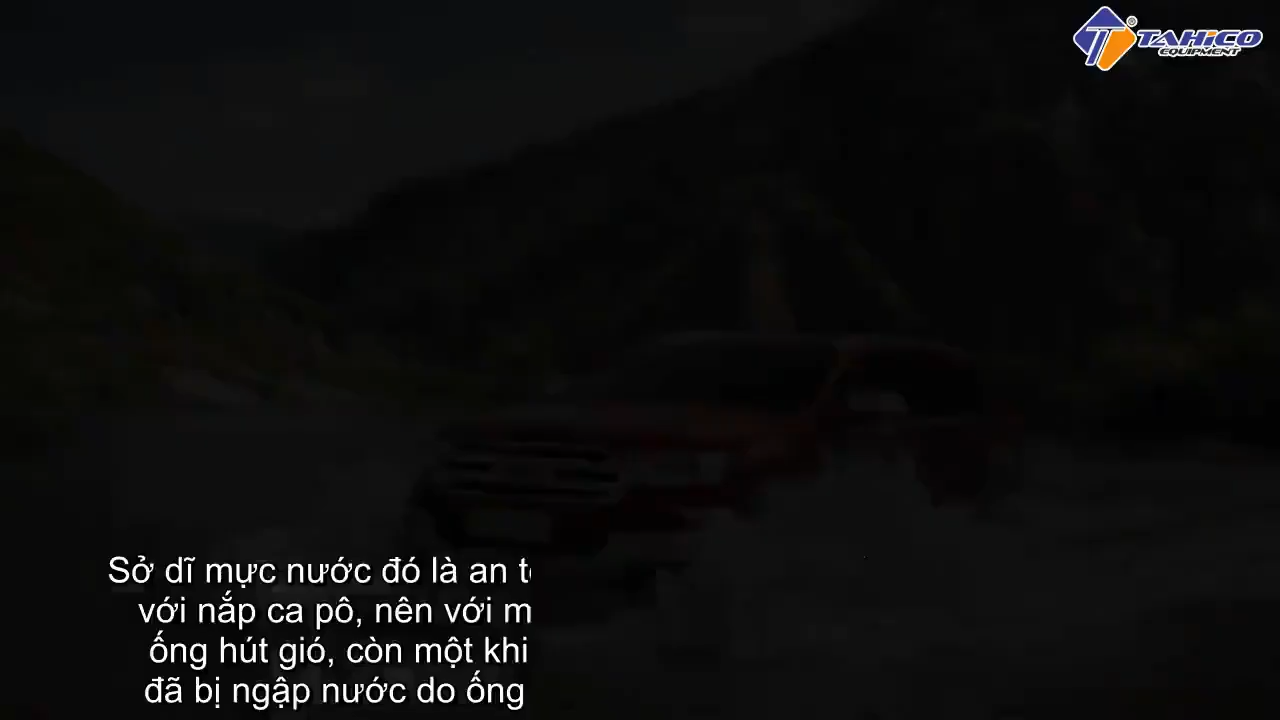 TAHICO
EQUIPMENT
Sở dĩ mực nước đó là an
với nắp ca pô, nên với
ống hút gió, còn một khi
đã bị ngập nước do ống